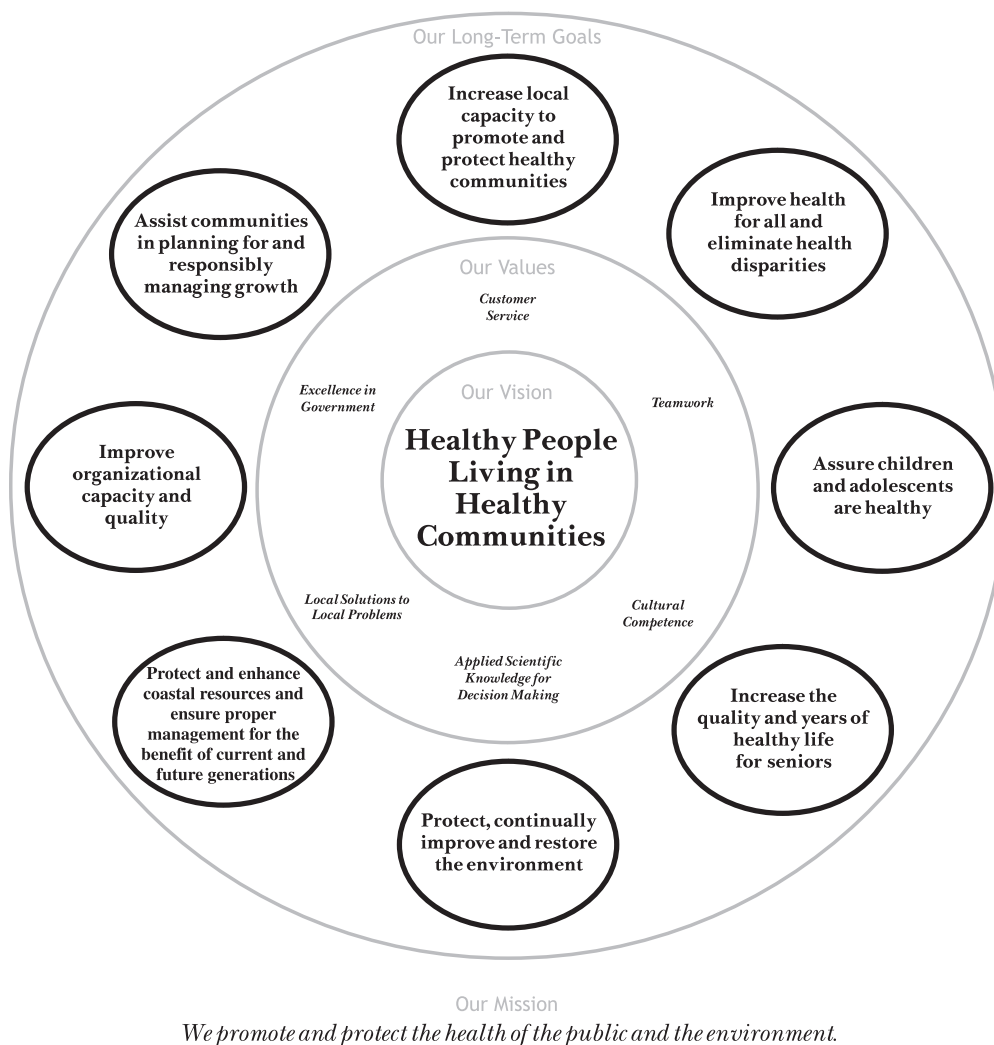 Our Long-Term Goals
Increase local
capacity to
promote and
protect healthy
communities
Improve health
for all and
eliminate health
disparities
Assure children
and adolescents
are healthy
Increase the
quality and years of
healthy life
for seniors
Protect, continually
improve and restore
the environment
Protect and enhance
coastal resources and
ensure proper
management for the
benefit of current and
future generations
Improve
organizational
capacity and
quality
Assist communities
in planning for and
responsibly
managing growth
Our Values
Customer
Service
Teamwork
Cultural
Competence
Applied Scientific
Knowledge for
Decision Making
Local Solutions to
Local Problems
Excellence in
Government
Our Vision
Healthy People
Living in
Healthy
Communities
Our Mission
We promote and protect the health of the public and the environment.